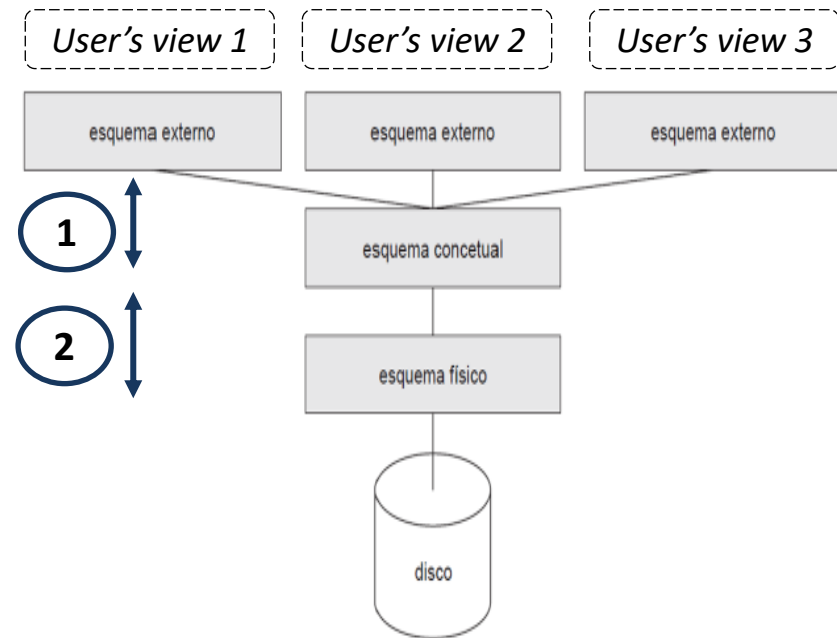 User's view 1
User's view 2
User's view 3
esquema externo
esquema externo
esquema externo
1
esquema concetual
2
esquema físico
disco